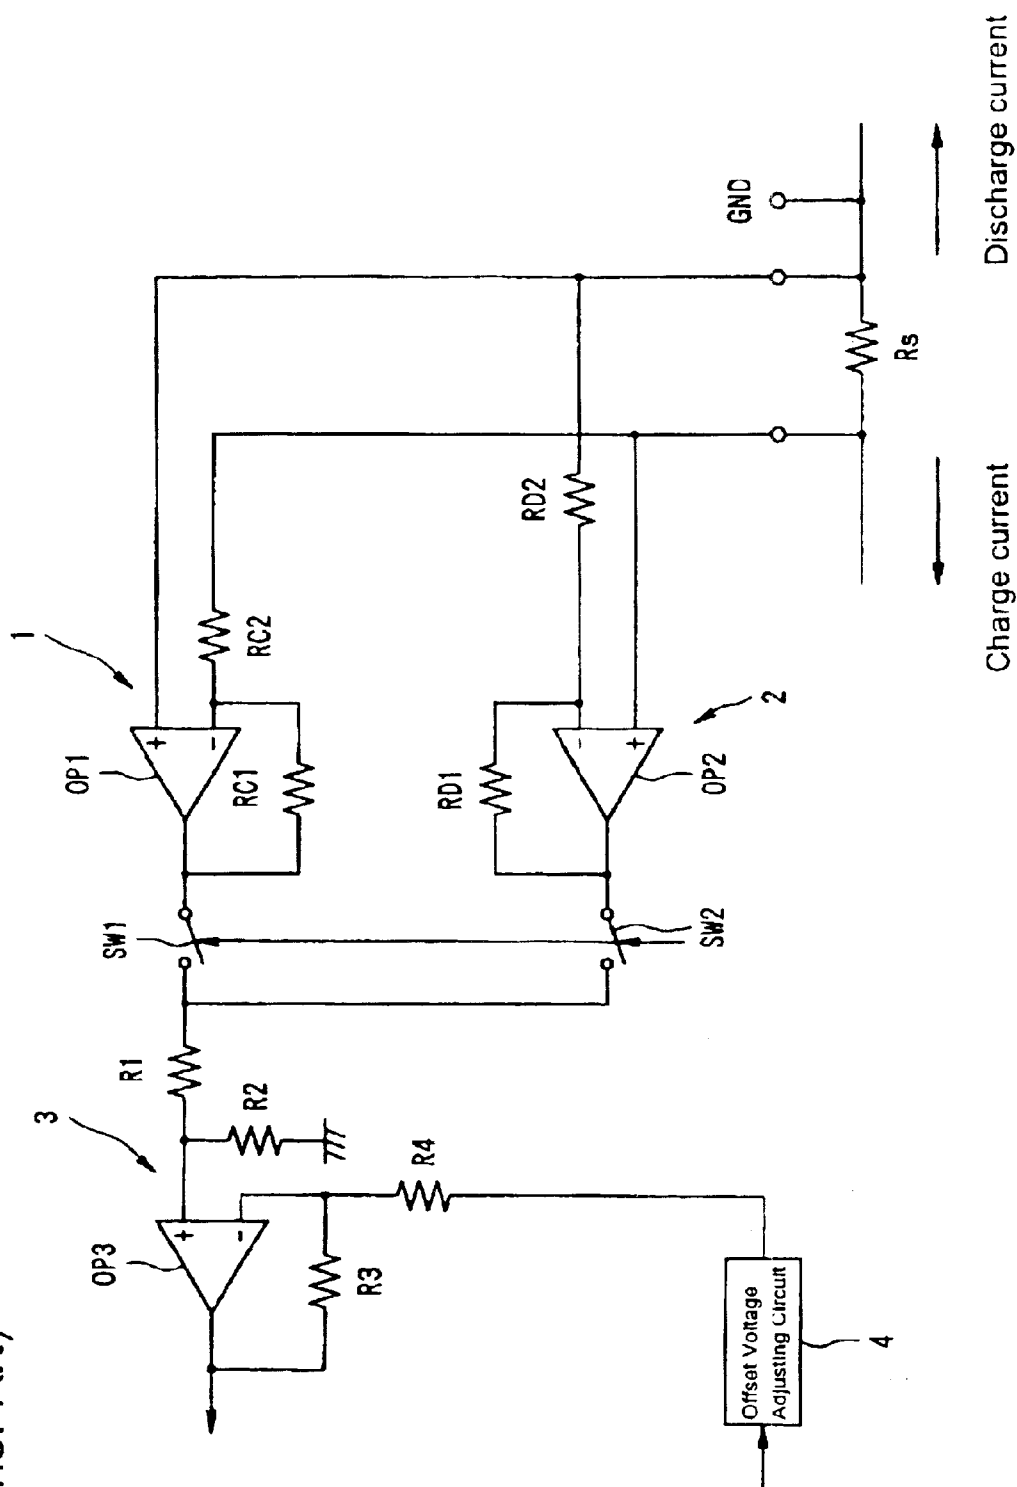 1
OP1
RC1
RC2
SW1
R1
R2
3
OP3
R3
R4
RD1
RD2
OP2
2
SW2
GND
Rs
Discharge current
Charge current
Offset Voltage
Adjusting Circuit
4
+
-
-
+
+
-